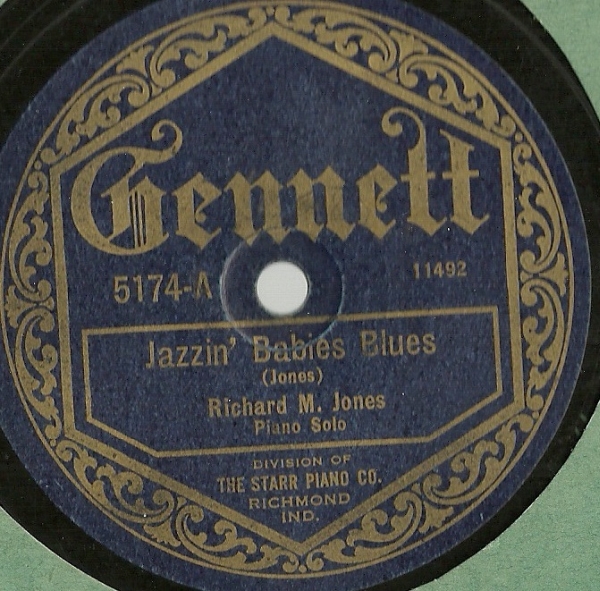 Gennett
5174-A
11492
Jazzin' Babies Blues
(Jones)
Richard M. Jones
Piano Solo
DIVISION OF
THE STARR PIANO CO.
RICHMOND
IND.